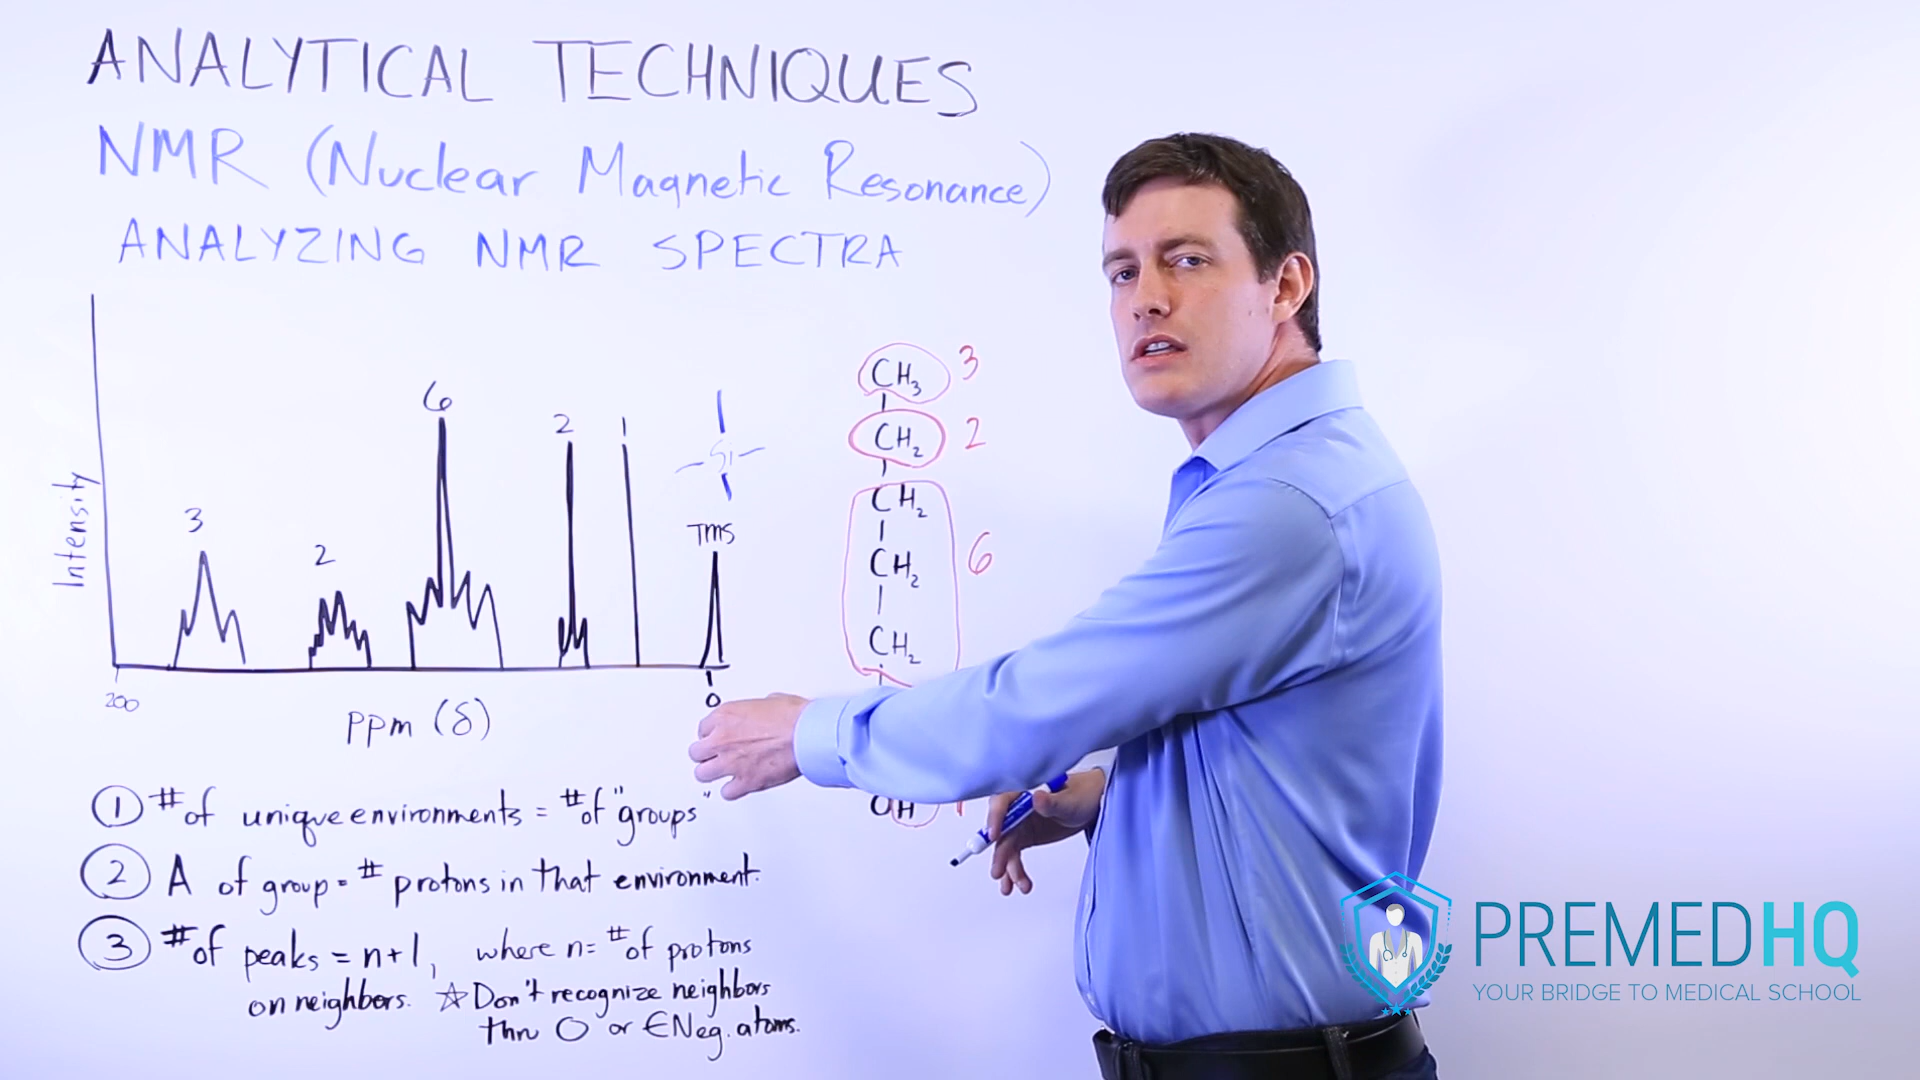 ANALYTICAL TECHNIQUES
NMR (Nuclear Magnetic Resonance)
ANALYZING NMR SPECTRA
Intensity
3
2
6
2
1
Si
TMS
200
0
ppm (δ)
CH₃ 3
CH₂ 2
CH₂
CH₂ 6
CH₂
OH
① # of unique environments = # of "groups"
② A of group = # protons in that environment.
③ # of peaks = n+1, where n= # of protons
on neighbors. ☆ Don't recognize neighbors
thru O or ENeg. atoms.
PREMEDHQ
YOUR BRIDGE TO MEDICAL SCHOOL